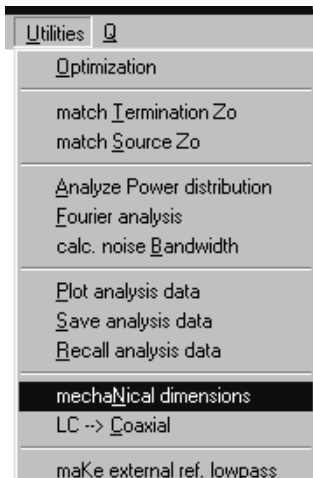 Utilities Q
Optimization
match Termination Zo
match Source Zo
Analyze Power distribution
Fourier analysis
calc. noise Bandwidth
Plot analysis data
Save analysis data
Recall analysis data
mechaNical dimensions
LC --> Coaxial
maKe external ref. lowpass